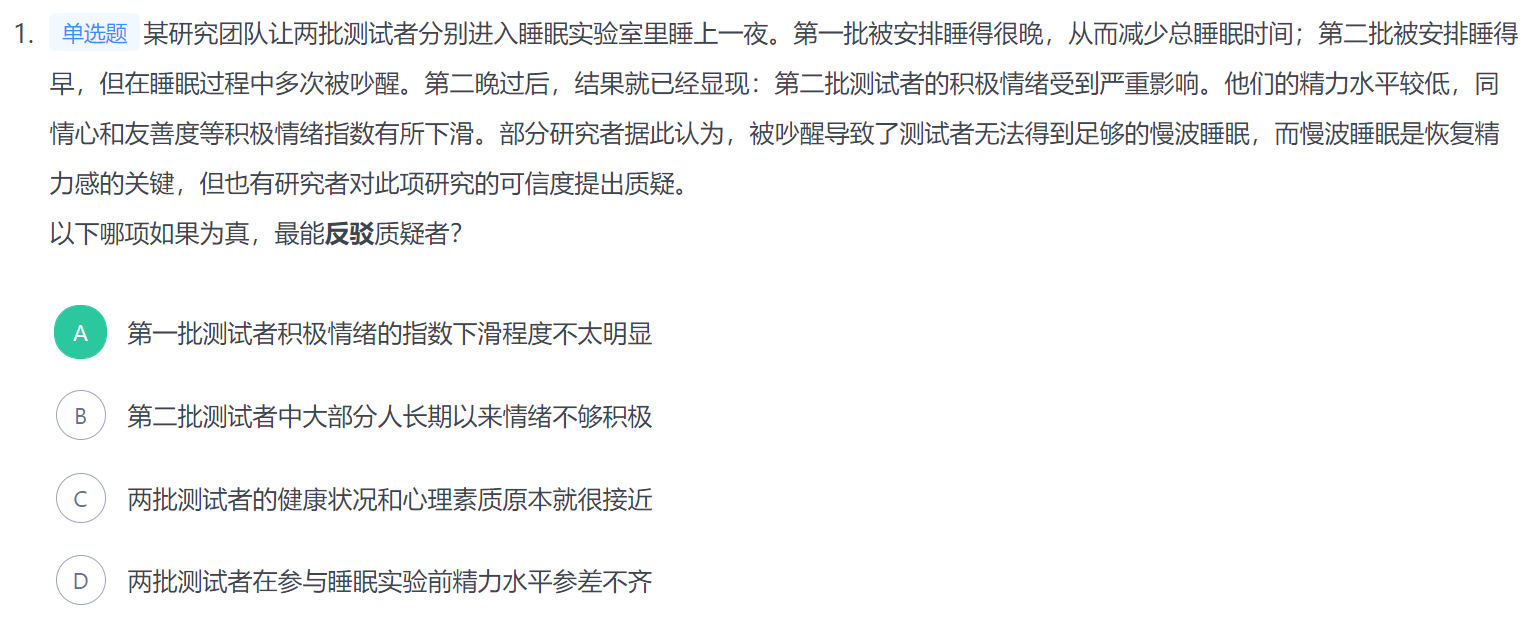 1. 单选题 某研究团队让两批测试者分别进入睡眠实验室里睡上一夜。第一批被安排睡得很晚，从而减少总睡眠时间；第二批被安排睡得
早，但在睡眠过程中多次被吵醒。第二晚过后，结果就已经显现：第二批测试者的积极情绪受到严重影响。他们的精力水平较低，同
情心和友善度等积极情绪指数有所下滑。部分研究者据此认为，被吵醒导致了测试者无法得到足够的慢波睡眠，而慢波睡眠是恢复精
力感的关键，但也有研究者对此项研究的可信度提出质疑。
以下哪项如果为真，最能反驳质疑者？
A 第一批测试者积极情绪的指数下滑程度不太明显
B 第二批测试者中大部分人长期以来情绪不够积极
C 两批测试者的健康状况和心理素质原本就很接近
D 两批测试者在参与睡眠实验前精力水平参差不齐